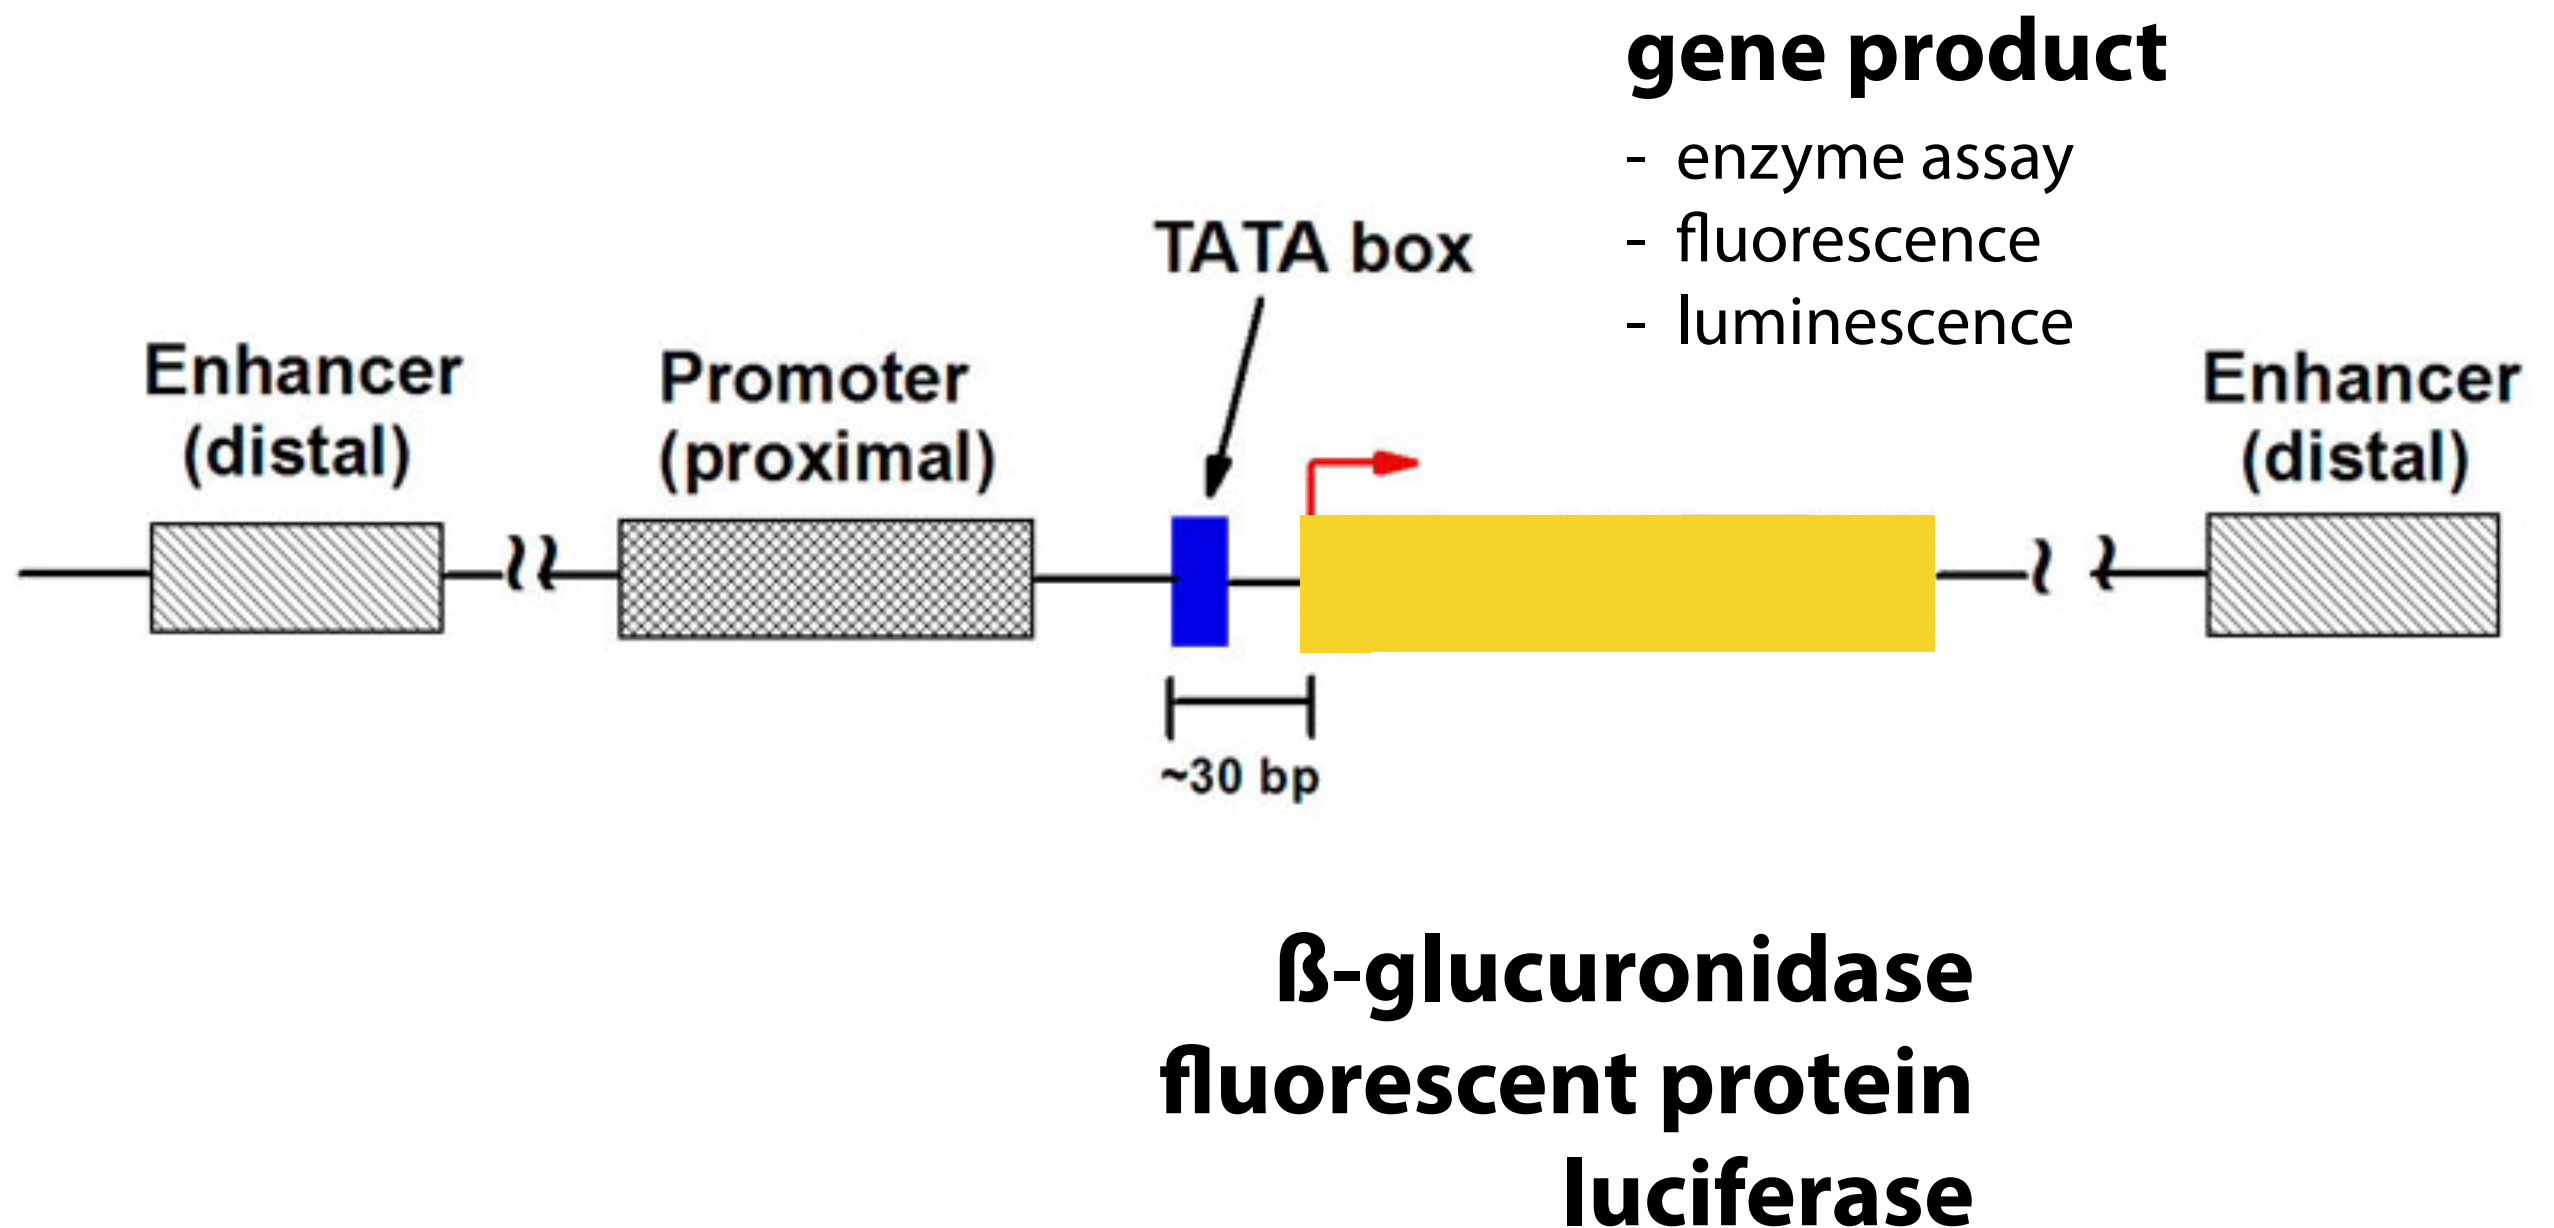 gene product
- enzyme assay
- fluorescence
- luminescence
TATA box
Enhancer
(distal)
Promoter
(proximal)
Enhancer
(distal)
~30 bp
ß-glucuronidase
fluorescent protein
luciferase